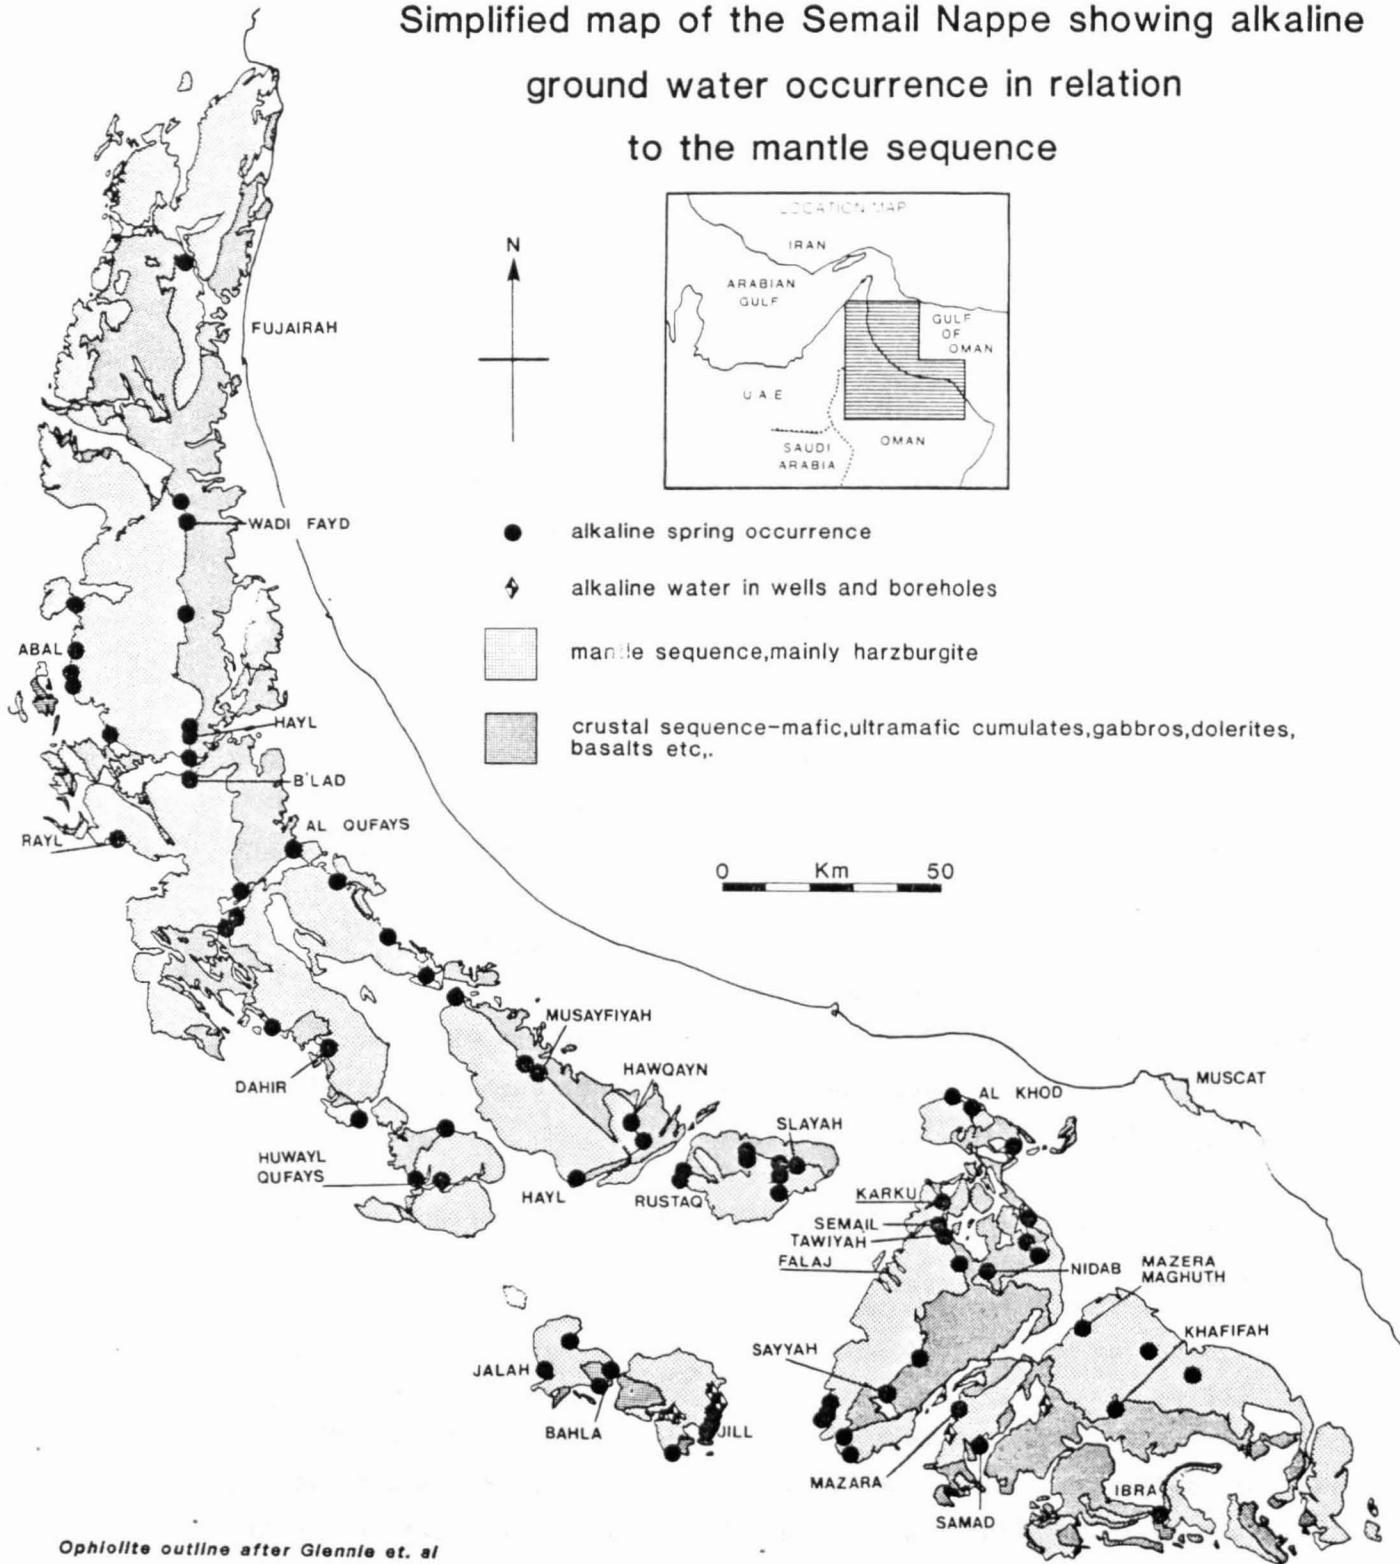 Simplified map of the Semail Nappe showing alkaline
ground water occurrence in relation
to the mantle sequence
LOCATION MAP
IRAN
ARABIAN
GULF
GULF
OF
OMAN
U.A.E
SAUDI
ARABIA
OMAN
N
FUJAIRAH
WADI FAYD
alkaline spring occurrence
alkaline water in wells and boreholes
mantle sequence,mainly harzburgite
crustal sequence-mafic,ultramafic cumulates,gabbros,dolerites,
basalts etc,.
ABAL
HAYL
B'LAD
RAYL
AL QUFAYS
0 Km 50
MUSAYFIYAH
HAWQAYN
DAHIR
MUSCAT
AL KHOD
SLAYAH
HUWAYL
QUFAYS
HAYL
RUSTAQ
KARKU
SEMAIL
TAWIYAH
FALAJ
NIDAB
MAZERA
MAGHUTH
KHAFIFAH
SAYYAH
JALAH
BAHLA
JILL
MAZARA
SAMAD
IBRA
Ophiolite outline after Glennie et. al